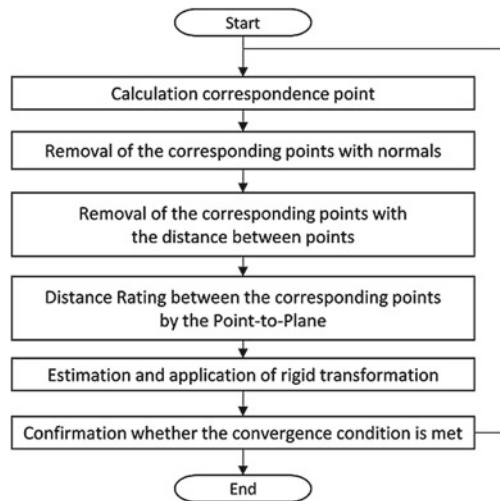 Start
Calculation correspondence point
Removal of the corresponding points with normals
Removal of the corresponding points with
the distance between points
Distance Rating between the corresponding points
by the Point-to-Plane
Estimation and application of rigid transformation
Confirmation whether the convergence condition is met
End